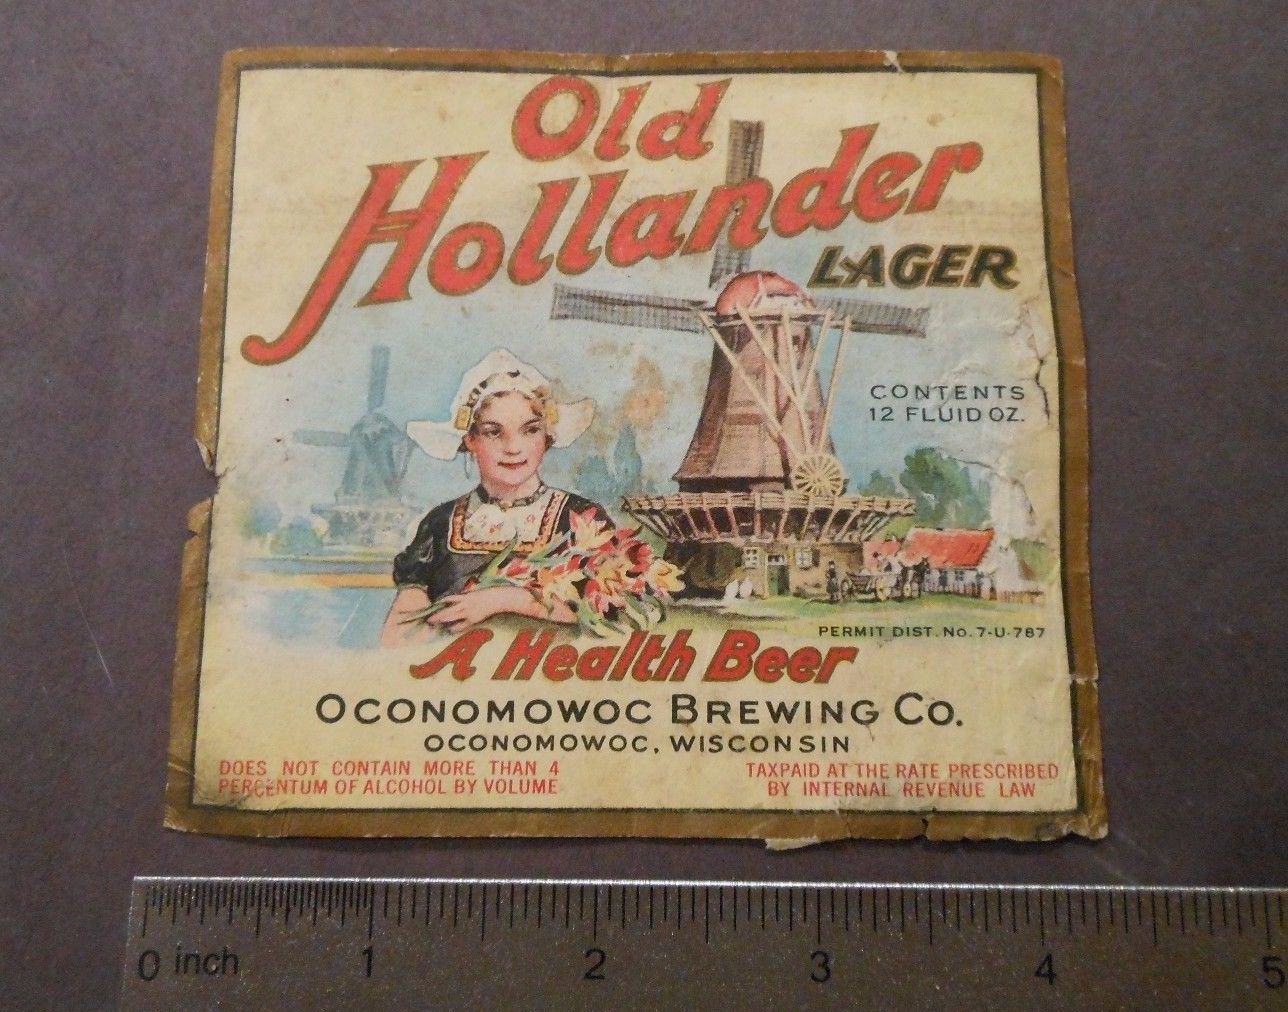 Old
Hollander
LAGER
CONTENTS
12 FLUID OZ.
PERMIT DIST. No. 7-U-787
A Health Beer
OCONOMOWOC BREWING CO.
OCONOMOWOC, WISCONSIN
DOES NOT CONTAIN MORE THAN 4
PERCENTUM OF ALCOHOL BY VOLUME
TAXPAID AT THE RATE PRESCRIBED
BY INTERNAL REVENUE LAW
0 inch 1 2 3 4 5